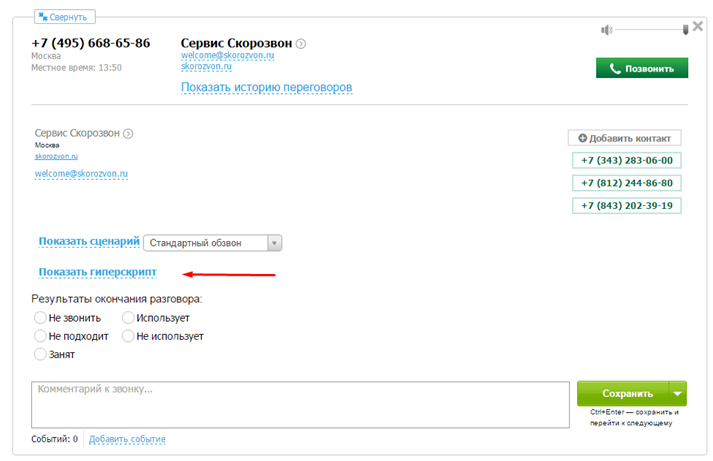 Свернуть
+7 (495) 668-65-86
Москва
Местное время: 13:50
Сервис Скорозвон
welcome@skorozvon.ru
skorozvon.ru
Показать историю переговоров
Позвонить
Сервис Скорозвон
Москва
skorozvon.ru
welcome@skorozvon.ru
Добавить контакт
+7 (343) 283-06-00
+7 (812) 244-86-80
+7 (843) 202-39-19
Показать сценарий Стандартный обзвон
Показать гиперскрипт
Результаты окончания разговора:
Не звонить Использует
Не подходит Не использует
Занят
Комментарий к звонку...
Сохранить
Ctrl+Enter — сохранить и
перейти к следующему
Событий: 0 Добавить событие